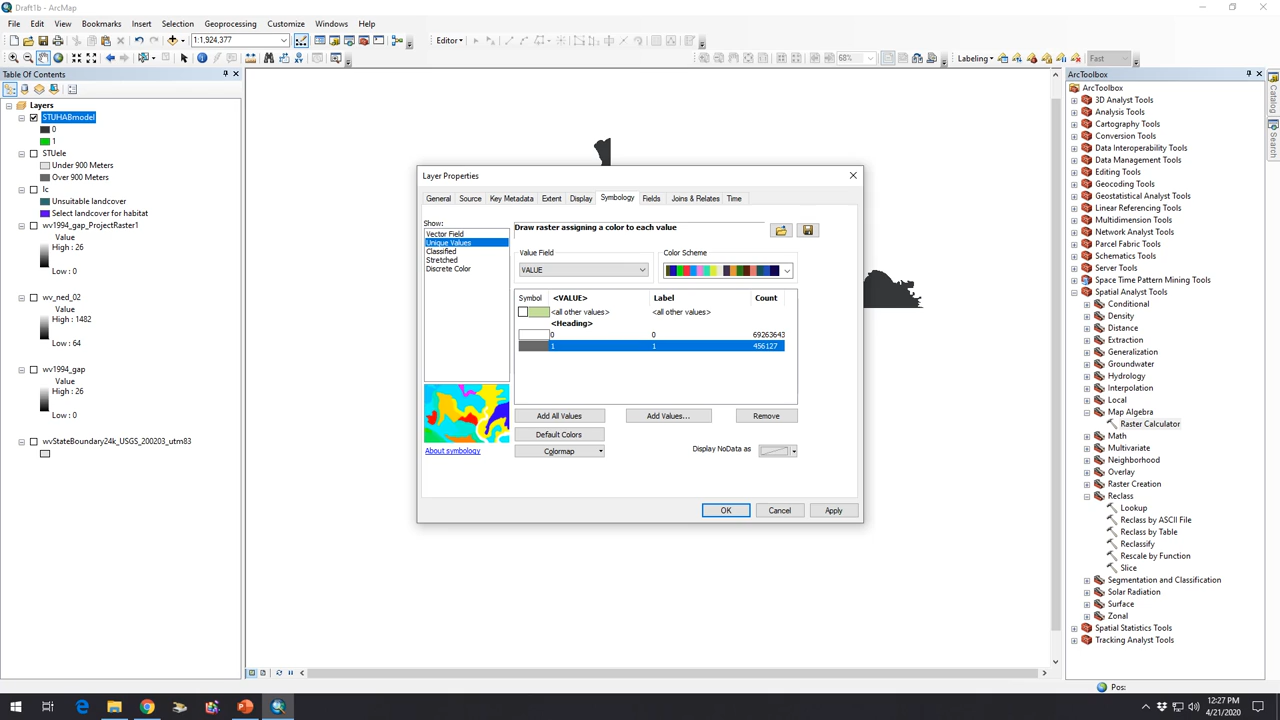 Draft1b - ArcMap
File Edit View Bookmarks Insert Selection Geoprocessing Customize Windows Help
1:1,924,377
Editor
68%
Labeling
Fast
Table Of Contents
Layers
STUHABmodel
0
1
STUele
Under 900 Meters
Over 900 Meters
lc
Unsuitable landcover
Select landcover for habitat
wv1994_gap_ProjectRaster1
Value
High : 26
Low : 0
wv_ned_02
Value
High : 1482
Low : 64
wv1994_gap
Value
High : 26
Low : 0
wvStateBoundary24k_USGS_200203_utm83
Layer Properties
General Source Key Metadata Extent Display Symbology Fields Joins & Relates Time
Show:
Vector Field
Unique Values
Classified
Stretched
Discrete Color
About symbology
Draw raster assigning a color to each value
Value Field
VALUE
Color Scheme
Symbol <VALUE> Label Count
<all other values> <all other values>
<Heading>
0 0 69263643
1 1 456127
Add All Values Add Values... Remove
Default Colors
Colormap
Display NoData as
OK Cancel Apply
ArcToolbox
ArcToolbox
3D Analyst Tools
Analysis Tools
Cartography Tools
Conversion Tools
Data Interoperability Tools
Data Management Tools
Editing Tools
Geocoding Tools
Geostatistical Analyst Tools
Linear Referencing Tools
Multidimension Tools
Network Analyst Tools
Parcel Fabric Tools
Schematics Tools
Server Tools
Space Time Pattern Mining Tools
Spatial Analyst Tools
Conditional
Density
Distance
Extraction
Generalization
Groundwater
Hydrology
Interpolation
Local
Map Algebra
Raster Calculator
Math
Multivariate
Neighborhood
Overlay
Raster Creation
Reclass
Lookup
Reclass by ASCII File
Reclass by Table
Reclassify
Rescale by Function
Slice
Segmentation and Classification
Solar Radiation
Surface
Zonal
Spatial Statistics Tools
Tracking Analyst Tools
Catalog
Search
Pos:
12:27 PM
4/21/2020